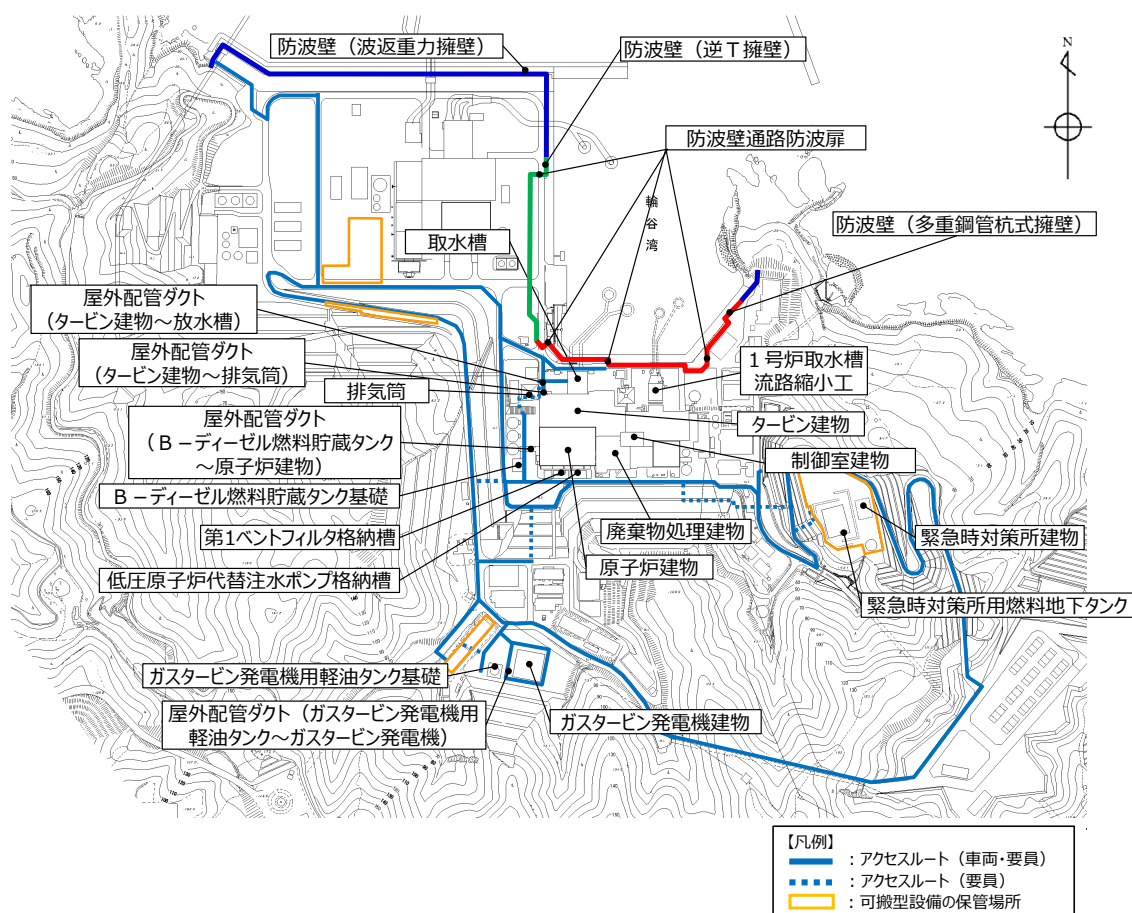 防波壁（波返重力擁壁）
防波壁（逆Ｔ擁壁）
N
防波壁通路防波扉
輪谷湾
防波壁（多重鋼管杭式擁壁）
取水槽
屋外配管ダクト
（タービン建物～放水槽）
屋外配管ダクト
（タービン建物～排気筒）
排気筒
１号炉取水槽
流路縮小工
屋外配管ダクト
（Ｂ－ディーゼル燃料貯蔵タンク
～原子炉建物）
タービン建物
制御室建物
Ｂ－ディーゼル燃料貯蔵タンク基礎
第1ベントフィルタ格納槽
廃棄物処理建物
緊急時対策所建物
低圧原子炉代替注水ポンプ格納槽
原子炉建物
緊急時対策所用燃料地下タンク
ガスタービン発電機用軽油タンク基礎
屋外配管ダクト（ガスタービン発電機用
軽油タンク～ガスタービン発電機）
ガスタービン発電機建物
【凡例】
：アクセスルート（車両・要員）
：アクセスルート（要員）
：可搬型設備の保管場所